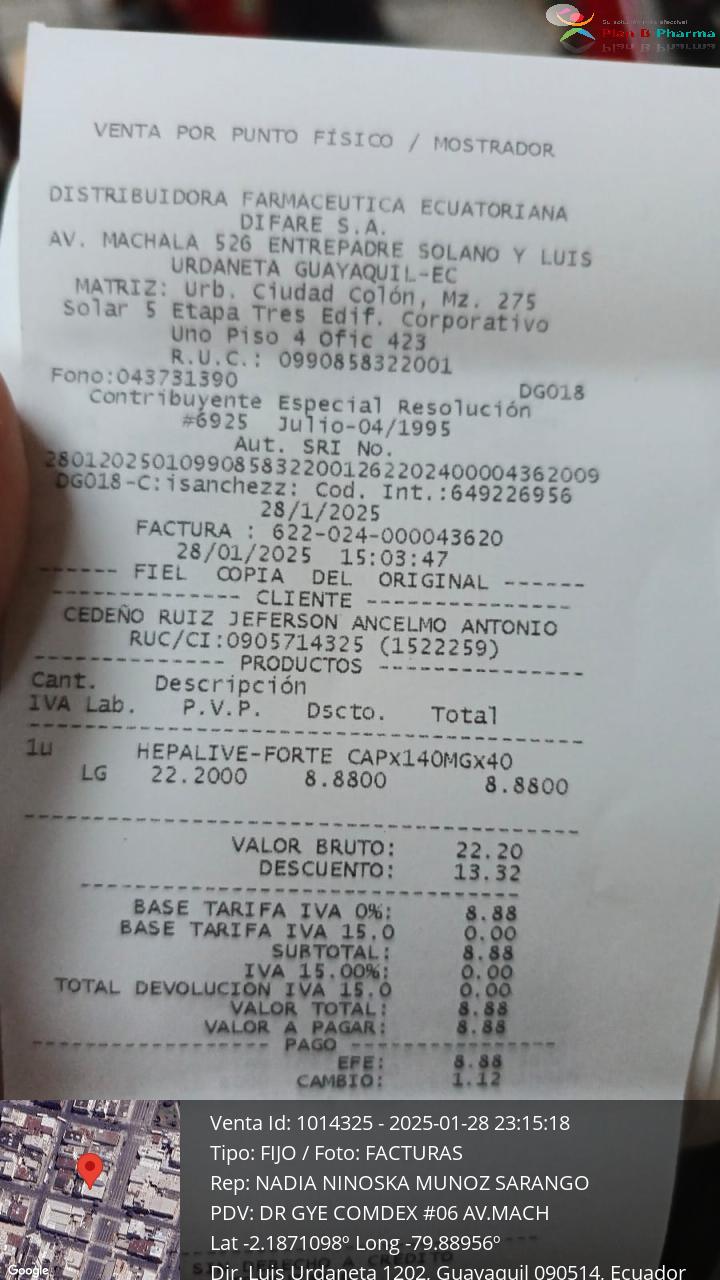 Su solución más efectiva!
Plan B Pharma
VENTA POR PUNTO FÍSICO / MOSTRADOR
DISTRIBUIDORA FARMACEUTICA ECUATORIANA
DIFARE S.A.
AV. MACHALA 526 ENTREPADRE SOLANO Y LUIS
URDANETA GUAYAQUIL-EC
MATRIZ: Urb. Ciudad Colón, Mz. 275
Solar 5 Etapa Tres Edif. Corporativo
Uno Piso 4 Ofic 423
R.U.C.: 0990858322001
Fono:043731390 DG018
Contribuyente Especial Resolución
#6925 Julio-04/1995
Aut. SRI No.
28012025010990858322001262202400004362009
DG018-C:isanchezz: Cod. Int.:649226956
28/1/2025
FACTURA : 622-024-000043620
28/01/2025 15:03:47
------ FIEL COPIA DEL ORIGINAL ------
-------------- CLIENTE ---------------
CEDEÑO RUIZ JEFERSON ANCELMO ANTONIO
RUC/CI:0905714325 (1522259)
-------------- PRODUCTOS ---------------
Cant. Descripción
IVA Lab. P.V.P. Dscto. Total
1u HEPALIVE-FORTE CAPx140MGx40
LG 22.2000 8.8800 8.8800
VALOR BRUTO: 22.20
DESCUENTO: 13.32
BASE TARIFA IVA 0%: 8.88
BASE TARIFA IVA 15.0 0.00
SUBTOTAL: 8.88
IVA 15.00%: 0.00
TOTAL DEVOLUCION IVA 15.0 0.00
VALOR TOTAL: 8.88
VALOR A PAGAR: 8.88
----------------- PAGO ---------------
EFE: 8.88
CAMBIO: 1.12
Venta Id: 1014325 - 2025-01-28 23:15:18
Tipo: FIJO / Foto: FACTURAS
Rep: NADIA NINOSKA MUNOZ SARANGO
PDV: DR GYE COMDEX #06 AV.MACH
Lat -2.1871098º Long -79.88956º
SIN DERECHO A CREDITO
Dir. Luis Urdaneta 1202, Guayaquil 090514, Ecuador
Google